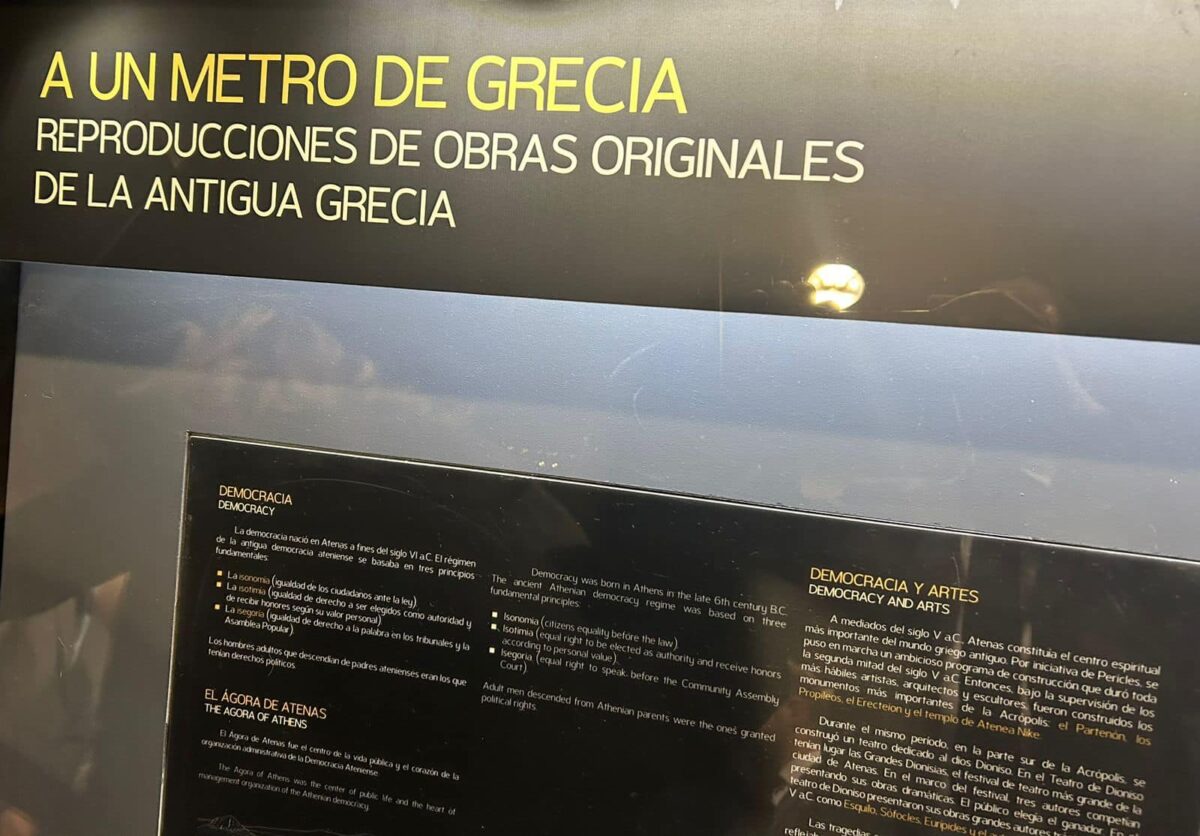 A UN METRO DE GRECIA
REPRODUCCIONES DE OBRAS ORIGINALES
DE LA ANTIGUA GRECIA
DEMOCRACIA
DEMOCRACY
La democracia nació en Atenas a fines del siglo VI a.C. El régimen
de la antigua democracia ateniense se basaba en tres principios
fundamentales:
La isonomia (igualdad de los ciudadanos ante la ley)
La isotimia (igualdad de derecho a ser elegidos como autoridad y
de recibir honores según su valor personal)
La isegoria (igualdad de derecho a la palabra en los tribunales y la
Asamblea Popular)
Los hombres adultos que descendian de padres atenienses eran los que
tenían derechos politicos.
EL ÁGORA DE ATENAS
THE AGORA OF ATHENS
El Ágora de Atenas fue el centro de la vida pública y el corazón de la
organización administrativa de la Democracia Ateniense
The Agora of Athens was the center of public life and the heart of
management organization of the Athenian democracy.
Democracy was born in Athens in the late 6th century B.C.
The ancient Athenian democracy regime was based on three
fundamental principles:
Isonomia (citizens equality before the law)
Isotimia (equal right to be elected as authority and receive honors
according to personal value)
Isegoria (equal right to speak before the Community Assembly
Court)
Adult men descended from Athenian parents were the ones granted
political rights.
DEMOCRACIA Y ARTES
DEMOCRACY AND ARTS
A mediados del siglo V a.C., Atenas constituía el centro espiritual
más importante del mundo griego antiguo. Por iniciativa de Pericles, se
puso en marcha un ambicioso programa de construcción que duró toda
la segunda mitad del siglo V a.C. Entonces, bajo la supervisión de los
más hábiles artistas, arquitectos y escultores, fueron construidos los
monumentos más importantes de la Acrópolis: el Partenón, los
Propileos, el Erecteion y el templo de Atenea Nike.
Durante el mismo período, en la parte sur de la Acrópolis, se
construyó un teatro dedicado al dios Dioniso. En el Teatro de Dioniso
tenían lugar las Grandes Dionisias, el festival de teatro más grande de la
ciudad de Atenas. En el marco del festival, tres autores competían
presentando sus obras dramáticas. El público elegía el ganador. En el
teatro de Dioniso presentaron sus obras grandes autores
V a.C. como Esquilo, Sófocles, Eurípides y el
Las tragedias